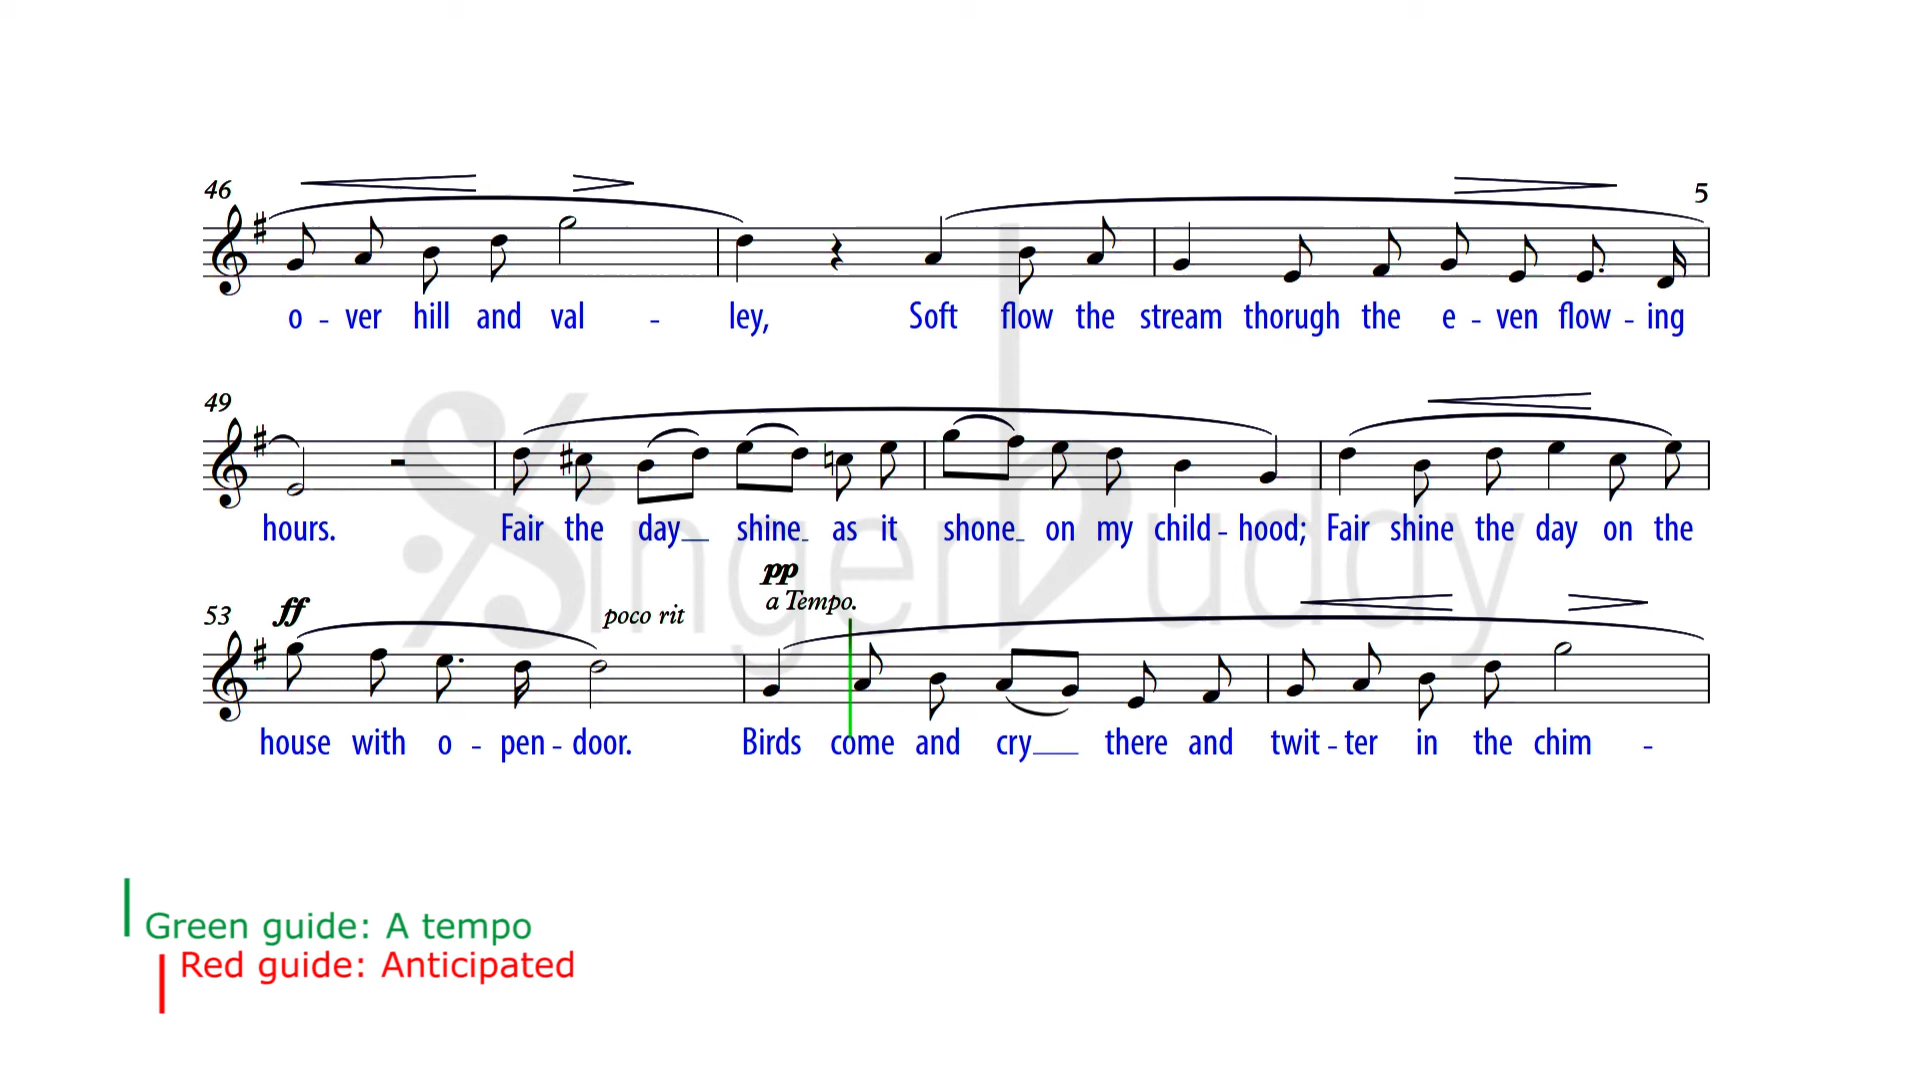 46
5
o - ver hill and val - ley, Soft flow the stream thorugh the e - ven flow - ing
49
hours. Fair the day shine as it shone on my child - hood; Fair shine the day on the
pp
53 ff poco rit a Tempo.
house with o - pen - door. Birds come and cry there and twit - ter in the chim -
Singer buddy
Green guide: A tempo
Red guide: Anticipated